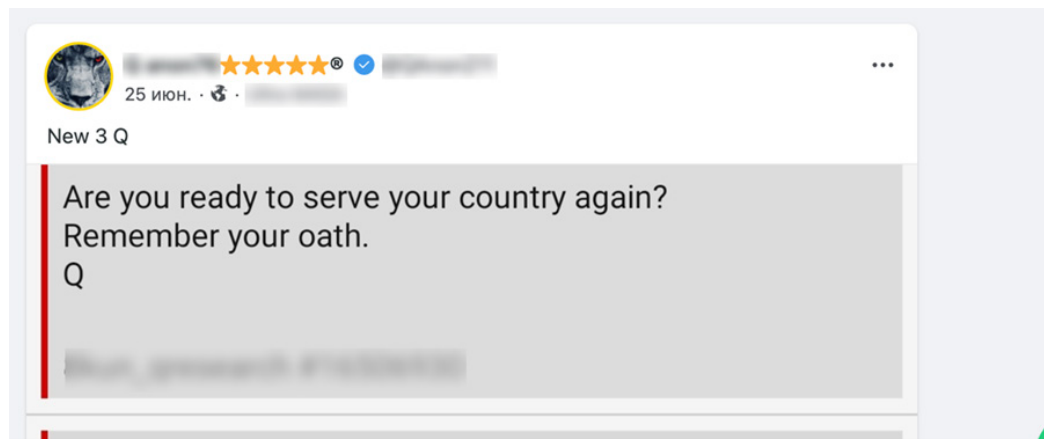 ®
25 июн. · ·
New 3 Q
Are you ready to serve your country again?
Remember your oath.
Q